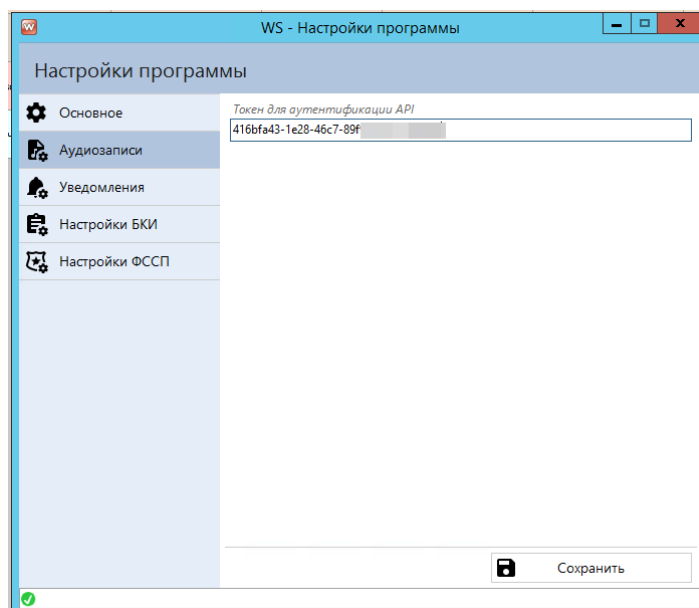 WS - Настройки программы
Настройки программы
Основное
Аудиозаписи
Уведомления
Настройки БКИ
Настройки ФССП
Токен для аутентификации API
416bfa43-1e28-46c7-89f
Сохранить